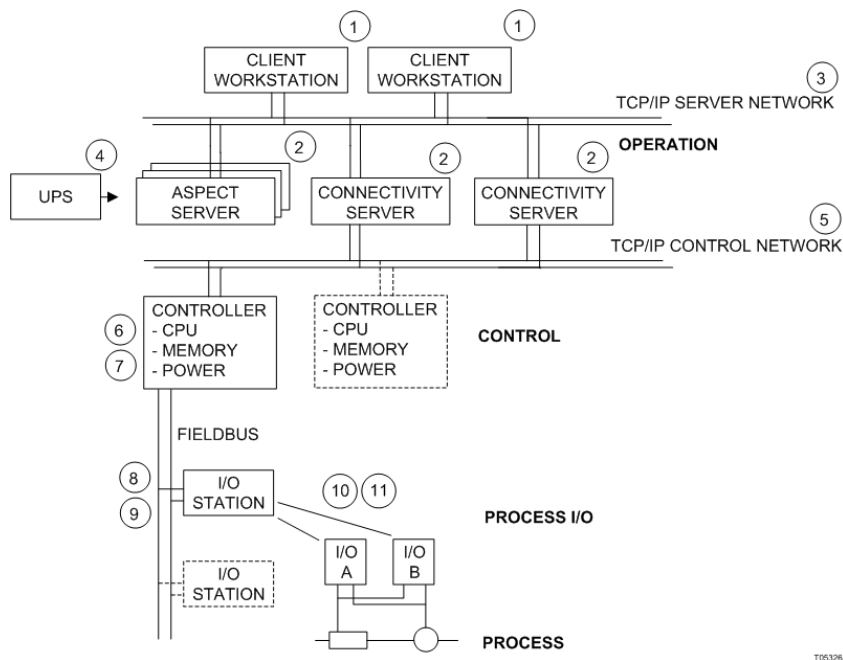 1
1
CLIENT
WORKSTATION
CLIENT
WORKSTATION
3
TCP/IP SERVER NETWORK
OPERATION
4
2
2
2
UPS
ASPECT
SERVER
CONNECTIVITY
SERVER
CONNECTIVITY
SERVER
5
TCP/IP CONTROL NETWORK
6
7
CONTROLLER
- CPU
- MEMORY
- POWER
CONTROLLER
- CPU
- MEMORY
- POWER
CONTROL
FIELDBUS
8
9
I/O
STATION
10
11
PROCESS I/O
I/O
A
I/O
B
I/O
STATION
PROCESS
T05326